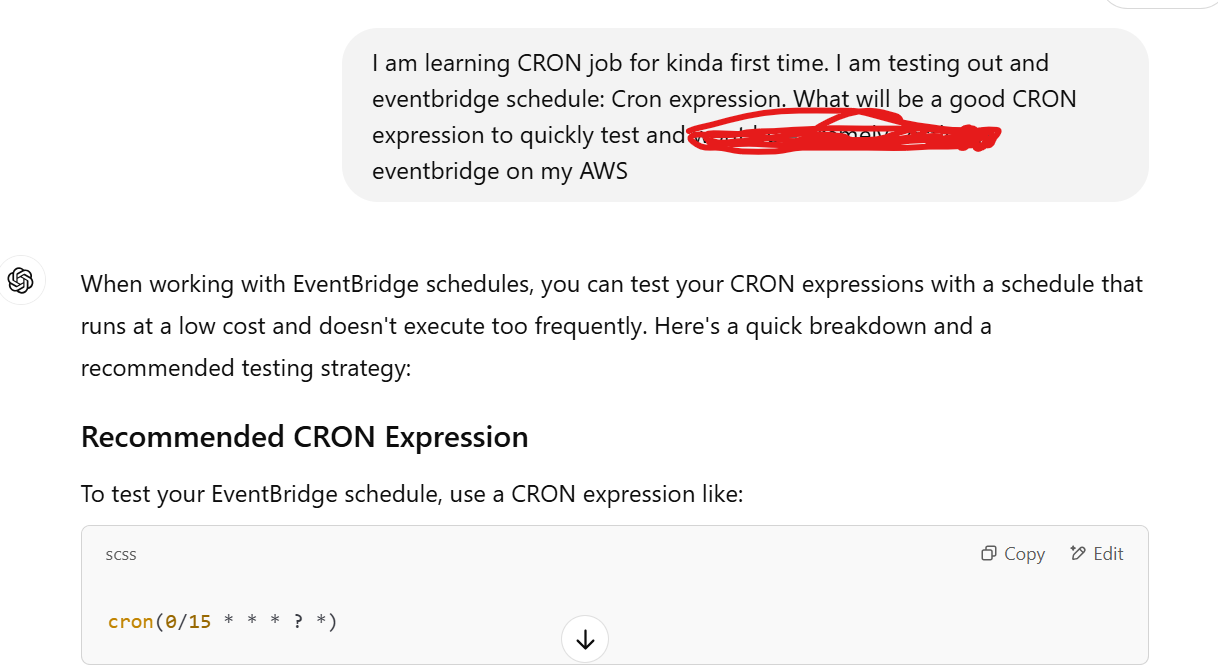 I am learning CRON job for kinda first time. I am testing out and
eventbridge schedule: Cron expression. What will be a good CRON
expression to quickly test and
eventbridge on my AWS
When working with EventBridge schedules, you can test your CRON expressions with a schedule that
runs at a low cost and doesn't execute too frequently. Here's a quick breakdown and a
recommended testing strategy:
Recommended CRON Expression
To test your EventBridge schedule, use a CRON expression like:
scss
Copy
Edit
cron(0/15 * * * ? *)